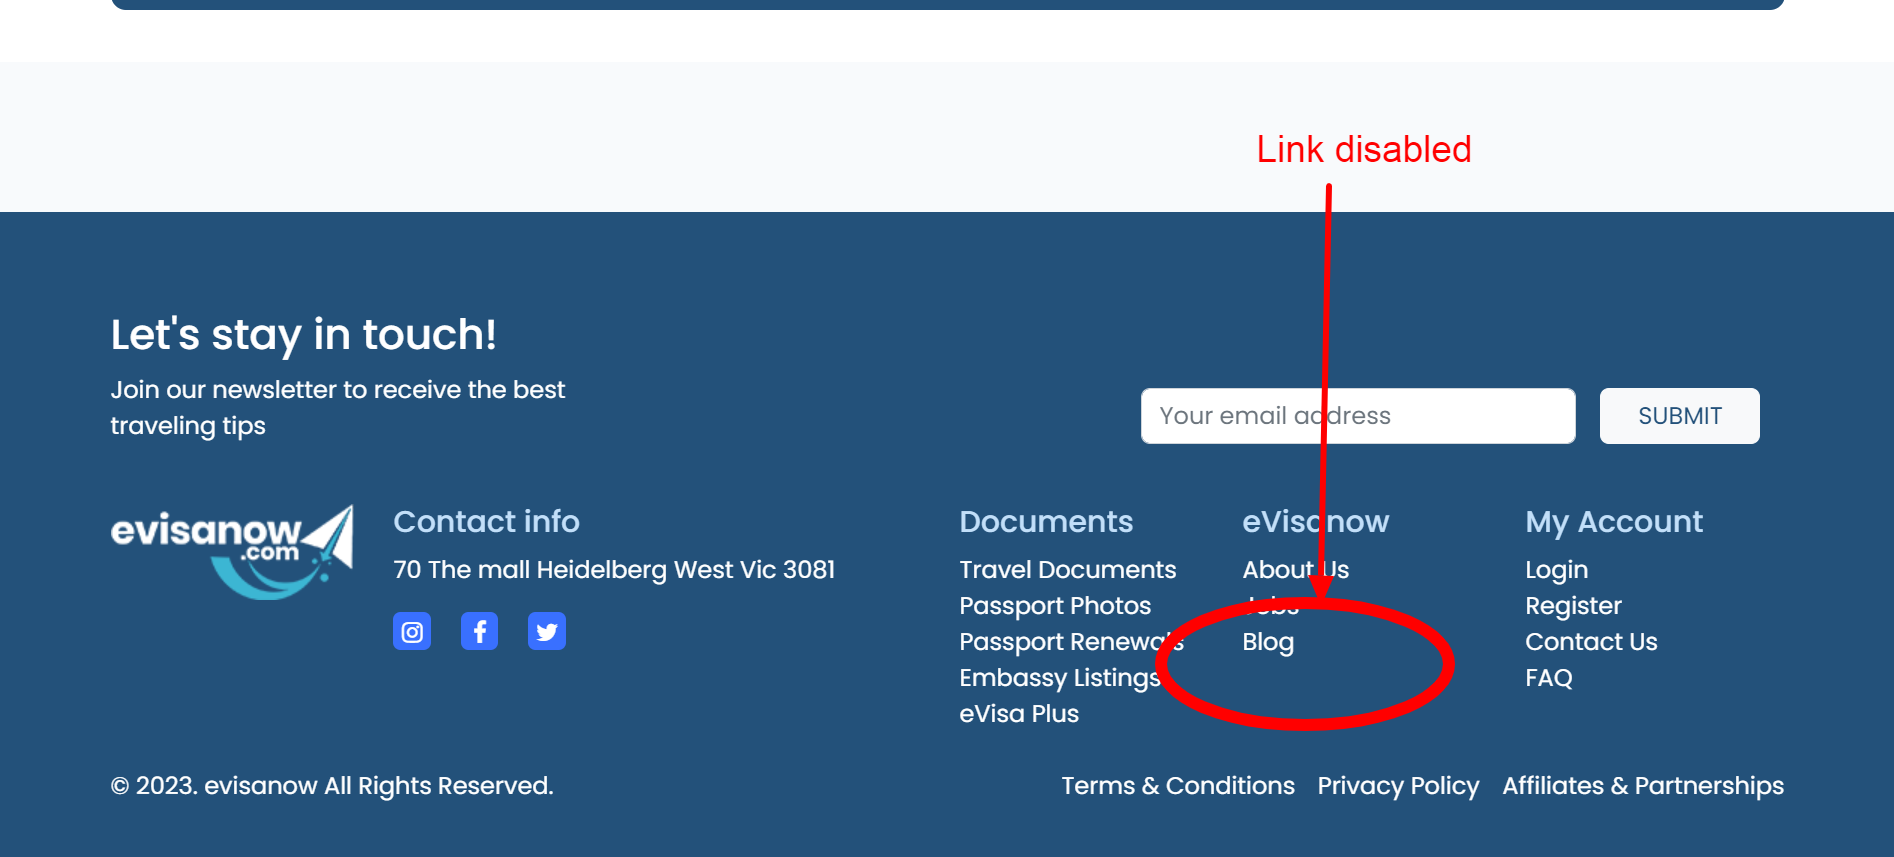 Link disabled
Let's stay in touch!
Join our newsletter to receive the best
traveling tips
Your email address
SUBMIT
evisanow
.com
Contact info
70 The mall Heidelberg West Vic 3081
Documents
Travel Documents
Passport Photos
Passport Renewals
Embassy Listings
eVisa Plus
eVisanow
About Us
Jobs
Blog
My Account
Login
Register
Contact Us
FAQ
© 2023. evisanow All Rights Reserved.
Terms & Conditions
Privacy Policy
Affiliates & Partnerships